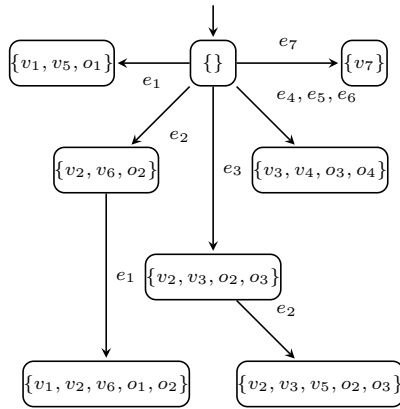 e₇
{v₁, v₅, o₁} {} {v₇}
e₁ e₄, e₅, e₆
e₂
{v₂, v₆, o₂} e₃ {v₃, v₄, o₃, o₄}
e₁ {v₂, v₃, o₂, o₃}
e₂
{v₁, v₂, v₆, o₁, o₂} {v₂, v₃, v₅, o₂, o₃}